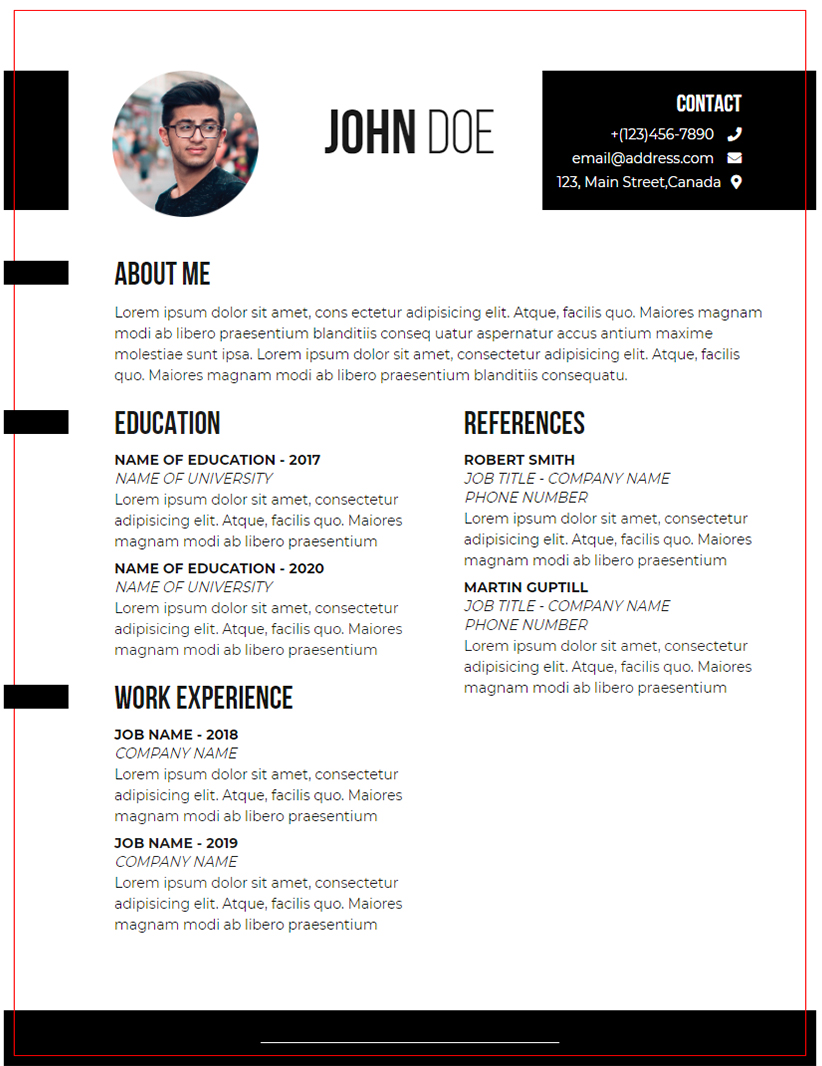 JOHN DOE
CONTACT
+(123)456-7890
email@address.com
123, Main Street,Canada
ABOUT ME
Lorem ipsum dolor sit amet, cons ectetur adipisicing elit. Atque, facilis quo. Maiores magnam
modi ab libero praesentium blanditiis conseq uatur aspernatur accus antium maxime
molestiae sunt ipsa. Lorem ipsum dolor sit amet, consectetur adipisicing elit. Atque, facilis
quo. Maiores magnam modi ab libero praesentium blanditiis consequatu.
EDUCATION
NAME OF EDUCATION - 2017
NAME OF UNIVERSITY
Lorem ipsum dolor sit amet, consectetur
adipisicing elit. Atque, facilis quo. Maiores
magnam modi ab libero praesentium
NAME OF EDUCATION - 2020
NAME OF UNIVERSITY
Lorem ipsum dolor sit amet, consectetur
adipisicing elit. Atque, facilis quo. Maiores
magnam modi ab libero praesentium
WORK EXPERIENCE
JOB NAME - 2018
COMPANY NAME
Lorem ipsum dolor sit amet, consectetur
adipisicing elit. Atque, facilis quo. Maiores
magnam modi ab libero praesentium
JOB NAME - 2019
COMPANY NAME
Lorem ipsum dolor sit amet, consectetur
adipisicing elit. Atque, facilis quo. Maiores
magnam modi ab libero praesentium
REFERENCES
ROBERT SMITH
JOB TITLE - COMPANY NAME
PHONE NUMBER
Lorem ipsum dolor sit amet, consectetur
adipisicing elit. Atque, facilis quo. Maiores
magnam modi ab libero praesentium
MARTIN GUPTILL
JOB TITLE - COMPANY NAME
PHONE NUMBER
Lorem ipsum dolor sit amet, consectetur
adipisicing elit. Atque, facilis quo. Maiores
magnam modi ab libero praesentium